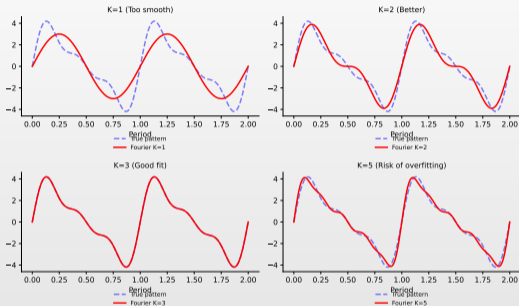 K=1 (Too smooth)
4
2
0
−2
−4
0.00 0.25 0.50 0.75 1.00 1.25 1.50 1.75 2.00
Period
True pattern
Fourier K=1
K=2 (Better)
4
2
0
−2
−4
0.00 0.25 0.50 0.75 1.00 1.25 1.50 1.75 2.00
Period
True pattern
Fourier K=2
K=3 (Good fit)
4
2
0
−2
−4
0.00 0.25 0.50 0.75 1.00 1.25 1.50 1.75 2.00
Period
True pattern
Fourier K=3
K=5 (Risk of overfitting)
4
2
0
−2
−4
0.00 0.25 0.50 0.75 1.00 1.25 1.50 1.75 2.00
Period
True pattern
Fourier K=5